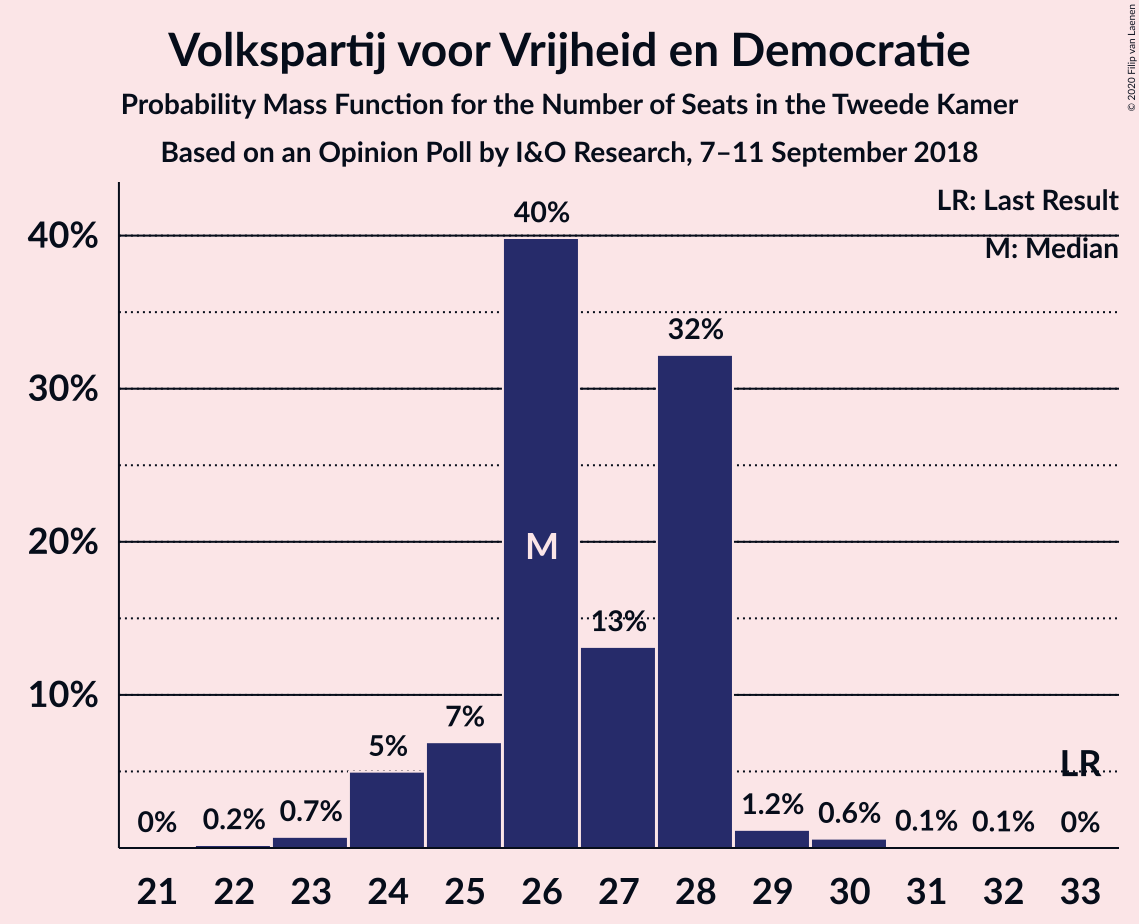 Volkspartij voor Vrijheid en Democratie
Probability Mass Function for the Number of Seats in the Tweede Kamer
Based on an Opinion Poll by I&O Research, 7–11 September 2018
© 2020 Filip van Laenen
LR: Last Result
M: Median
40%
30%
20%
10%
0%
0.2%
0.7%
5%
7%
40%
M
13%
32%
1.2%
0.6%
0.1%
0.1%
LR
0%
21 22 23 24 25 26 27 28 29 30 31 32 33